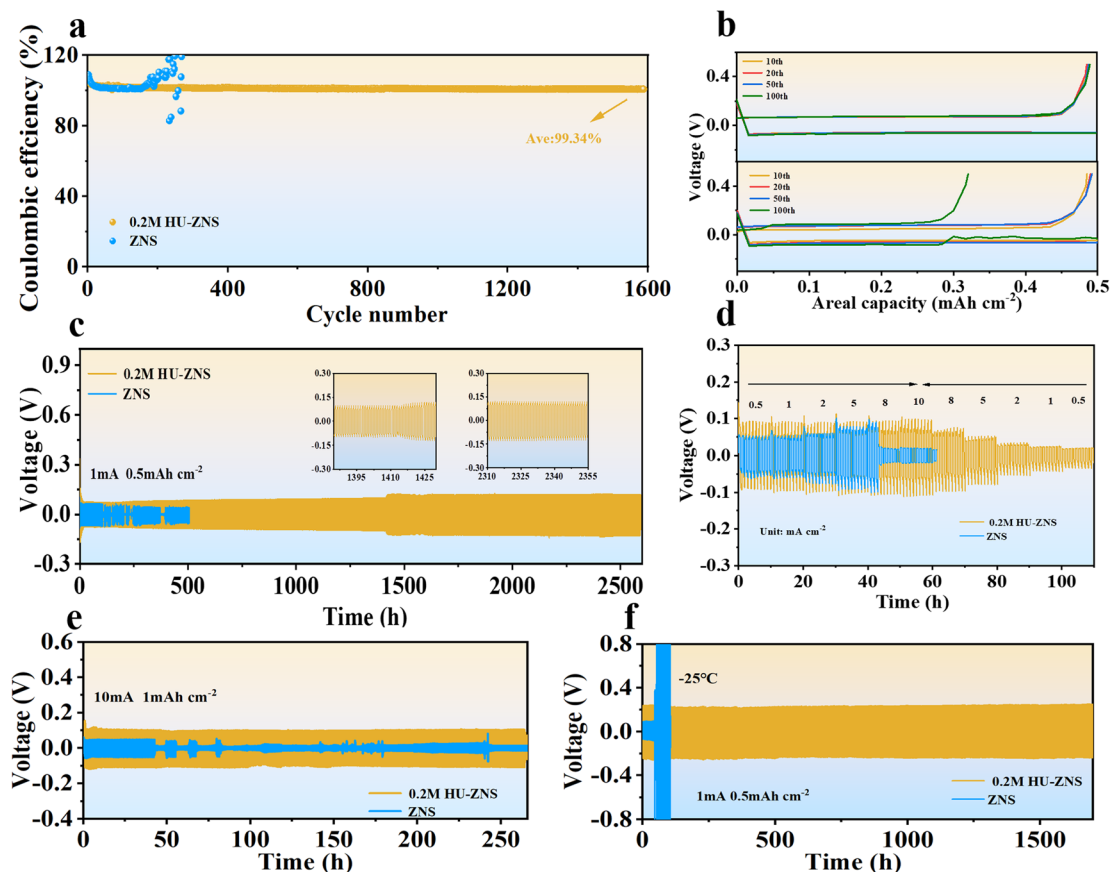 a
Coulombic effciency (%)
120
80
40
0
Ave:99.34%
0.2M HU-ZNS
ZNS
0
400
800
1200
1600
Cycle number
b
Voltage (V)
0.5
0.0
10th
20th
50th
100th
0.5
0.0
10th
20th
50th
100th
0.0
0.1
0.2
0.3
0.4
0.5
Areal capacity (mAh cm-2)
c
Voltage (V)
0.9
0.6
0.3
0.0
-0.3
0.2M HU-ZNS
ZNS
1mA 0.5mAh cm-2
0.30
0.15
0.00
-0.15
-0.30
1395
1410
1425
0.30
0.15
0.00
-0.15
-0.30
2310
2325
2340
2355
0
500
1000
1500
2000
2500
Time (h)
d
Voltage (V)
0.3
0.2
0.1
0.0
-0.1
-0.2
-0.3
0.5 1 2 5 8 10 8 5 2 1 0.5
Unit: mA cm-2
0.2M HU-ZNS
ZNS
0
20
40
60
80
100
Time (h)
e
Voltage (V)
0.6
0.4
0.2
0.0
-0.2
-0.4
10mA 1mAh cm-2
0.2M HU-ZNS
ZNS
0
50
100
150
200
250
Time (h)
f
Voltage (V)
0.8
0.4
0.0
-0.4
-0.8
-25°C
1mA 0.5mAh cm-2
0.2M HU-ZNS
ZNS
0
500
1000
1500
Time (h)